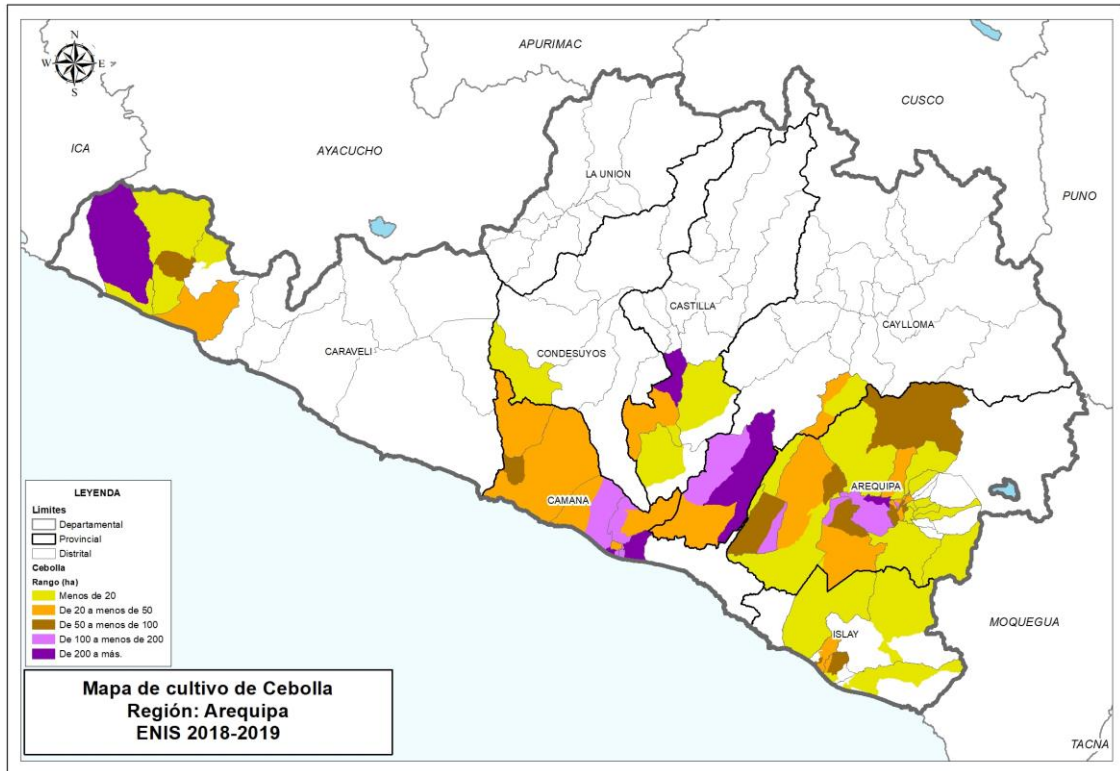 N
W E
S
APURIMAC
CUSCO
ICA
AYACUCHO
LA UNION
PUNO
CASTILLA
CAYLLOMA
CARAVELI
CONDESUYOS
AREQUIPA
CAMANA
MOQUEGUA
ISLAY
TACNA
LEYENDA
Límites
Departamental
Provincial
Distrital
Cebolla
Rango (ha)
Menos de 20
De 20 a menos de 50
De 50 a menos de 100
De 100 a menos de 200
De 200 a más.
Mapa de cultivo de Cebolla
Región: Arequipa
ENIS 2018-2019